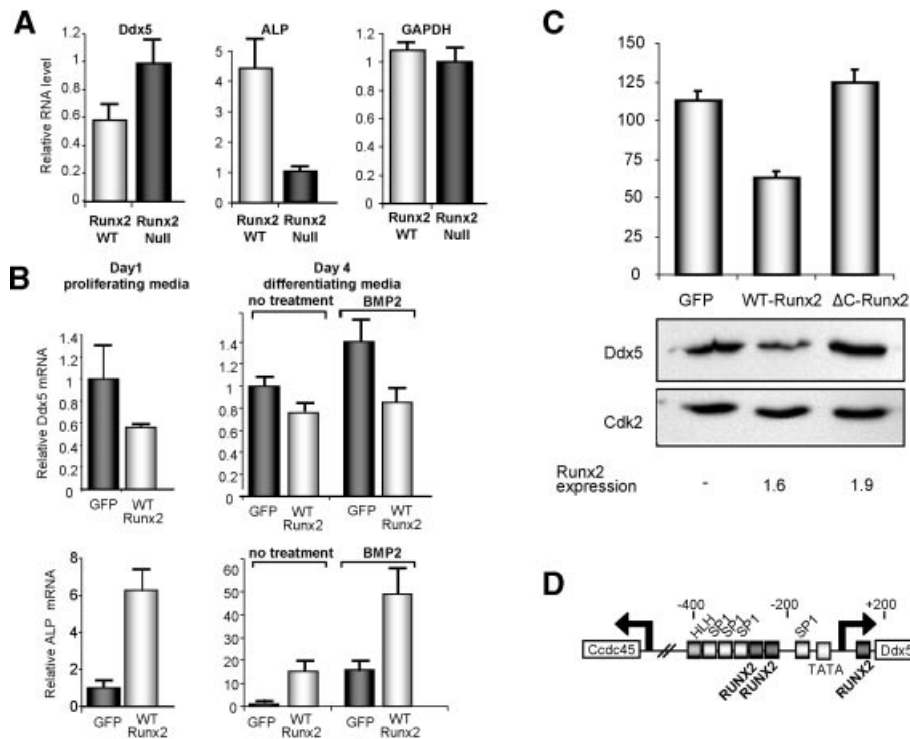 A
Ddx5
ALP
GAPDH
Relative RNA level
1.2
1
0.8
0.6
0.4
0.2
0
5
4
3
2
1
0
1.2
1
0.8
0.6
0.4
0.2
0
Runx2 WT
Runx2 Null
Runx2 WT
Runx2 Null
Runx2 WT
Runx2 Null
B
Day1
proliferating media
Day 4
differentiating media
no treatment
BMP2
Relative Ddx5 mRNA
1.4
1.2
1
0.8
0.6
0.4
0.2
0
1.4
1.2
1
0.8
0.6
0.4
0.2
0
GFP
WT Runx2
GFP
WT Runx2
GFP
WT Runx2
no treatment
BMP2
Relative ALP mRNA
8
6
4
2
0
60
50
40
30
20
10
0
GFP
WT Runx2
GFP
WT Runx2
GFP
WT Runx2
C
150
125
100
75
50
25
0
GFP
WT-Runx2
ΔC-Runx2
Ddx5
Cdk2
Runx2 expression
-
1.6
1.9
D
-400
-200
+200
HLH
SP1
SP1
SP1
SP1
Ccdc45
TATA
Ddx5
RUNX2
RUNX2
RUNX2